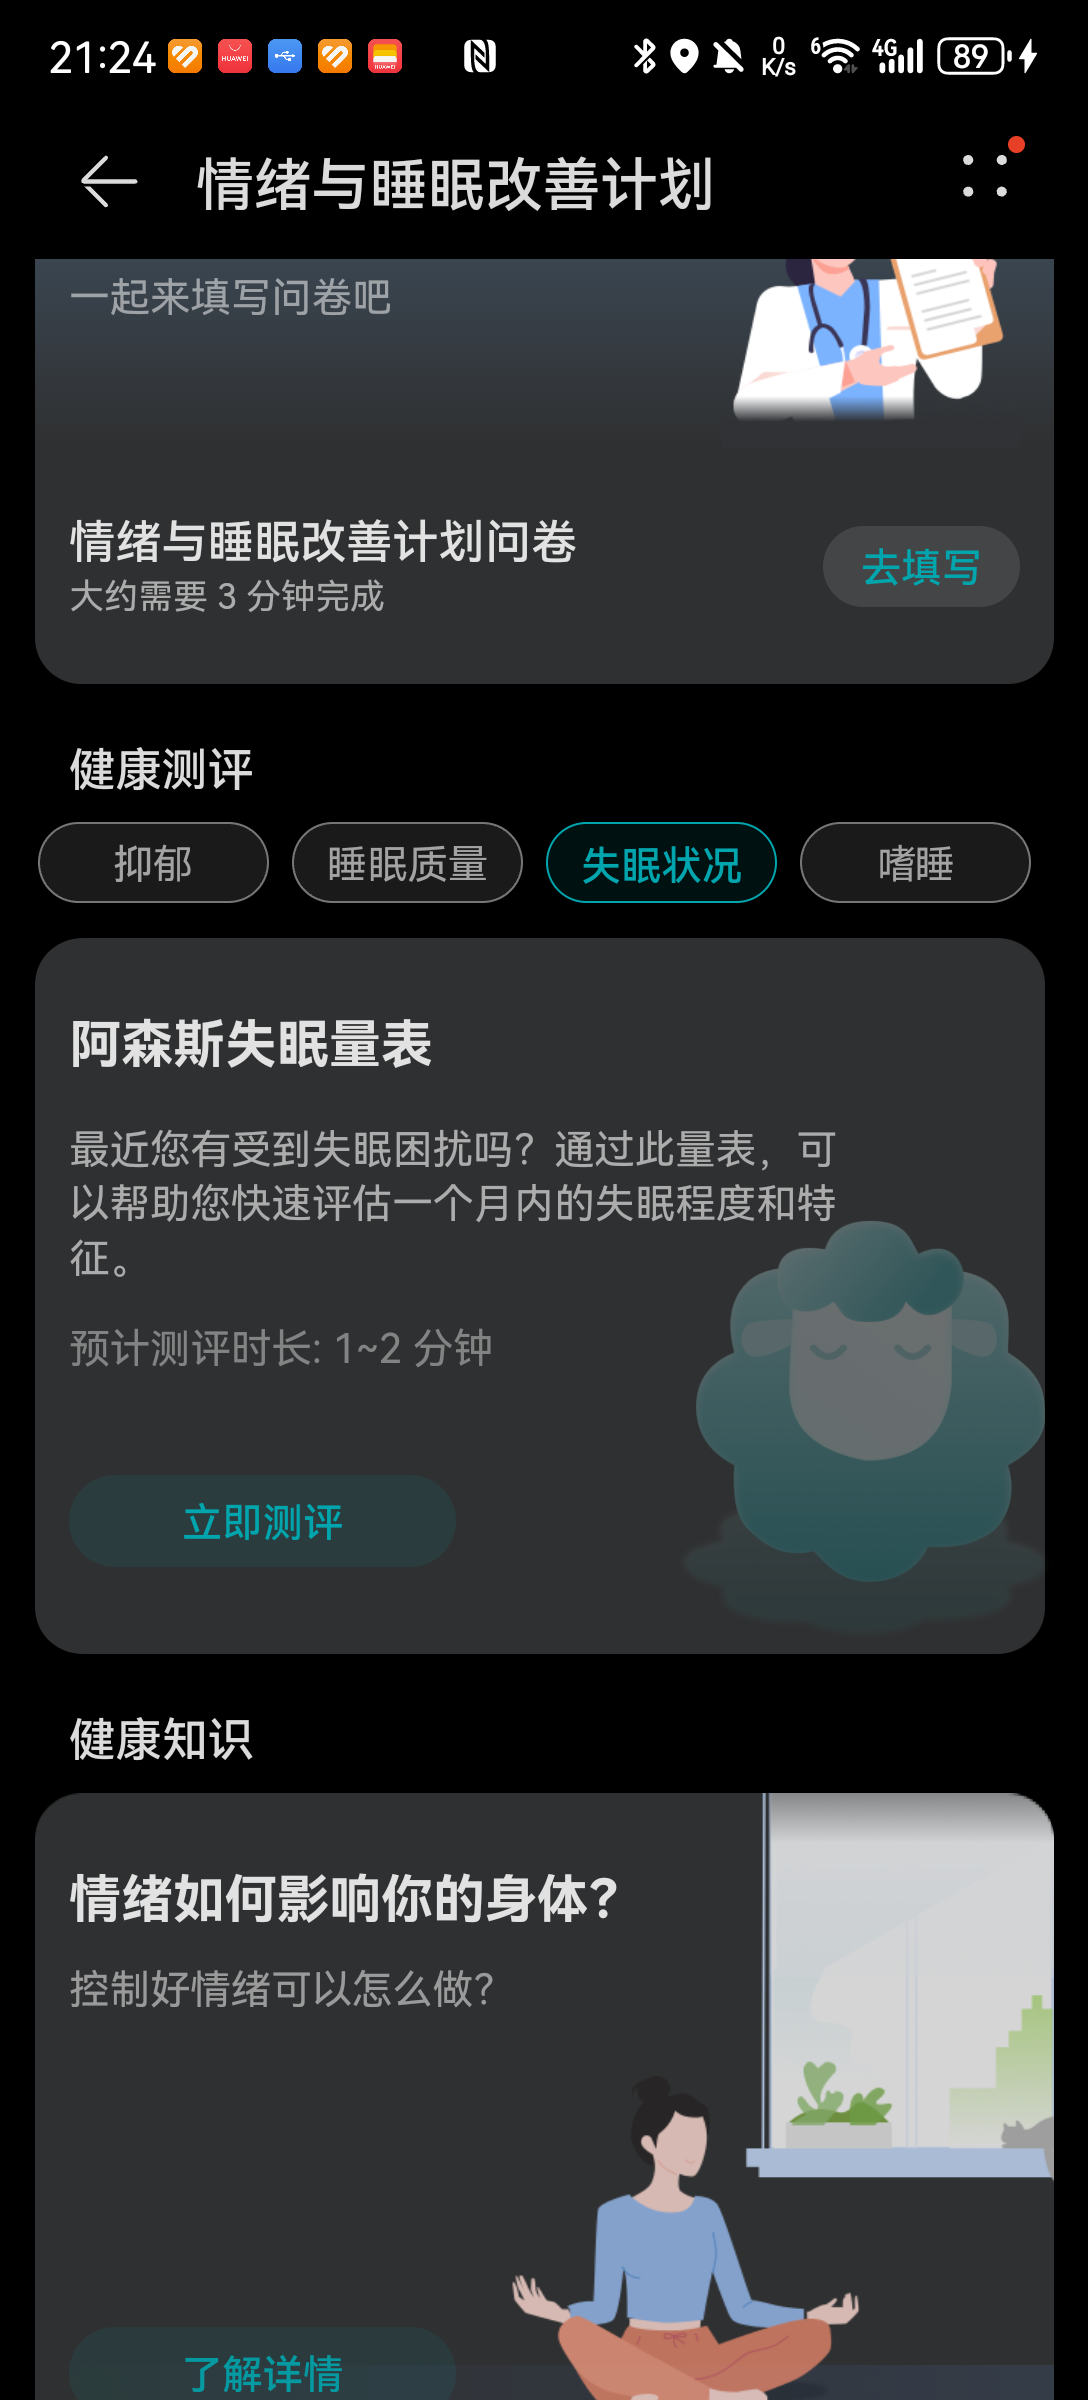 21:24
HUAWEI
HUAWEI
0
K/s
6
4G
89
情绪与睡眠改善计划
一起来填写问卷吧
情绪与睡眠改善计划问卷
大约需要 3 分钟完成
去填写
健康测评
抑郁
睡眠质量
失眠状况
嗜睡
阿森斯失眠量表
最近您有受到失眠困扰吗？通过此量表，可
以帮助您快速评估一个月内的失眠程度和特
征。
预计测评时长: 1~2 分钟
立即测评
健康知识
情绪如何影响你的身体?
控制好情绪可以怎么做?
了解详情